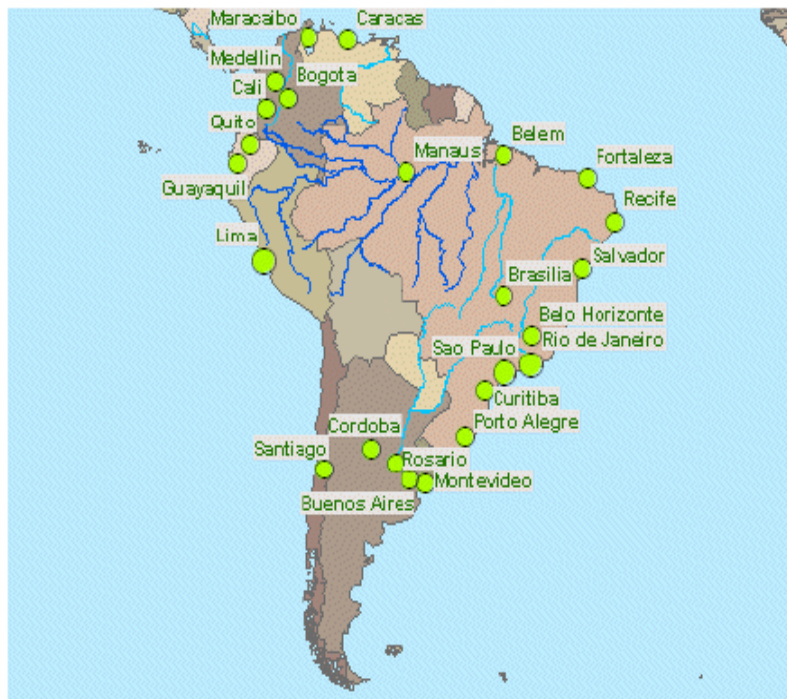 Maracaibo
Caracas
Medellin
Bogota
Cali
Quito
Manaus
Belem
Fortaleza
Guayaquil
Recife
Lima
Salvador
Brasilia
Belo Horizonte
Rio de Janeiro
Sao Paulo
Curitiba
Cordoba
Porto Alegre
Santiago
Rosario
Montevideo
Buenos Aires